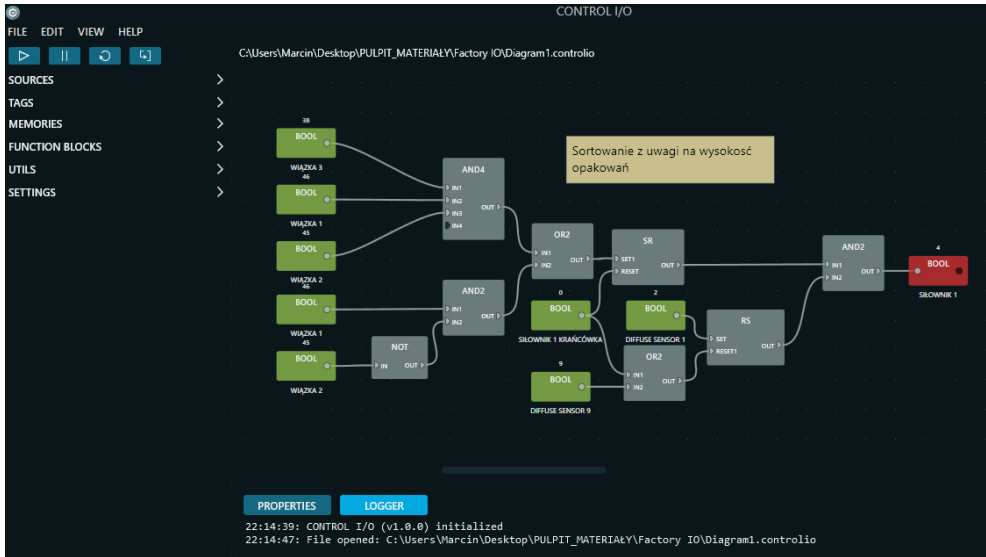 CONTROL I/O
FILE EDIT VIEW HELP
C:\Users\Marcin\Desktop\PULPIT_MATERIAŁY\Factory IO\Diagram1.controlio
SOURCES
TAGS
MEMORIES
FUNCTION BLOCKS
UTILS
SETTINGS
38
BOOL
WIĄZKA 3
46
BOOL
WIĄZKA 1
45
BOOL
WIĄZKA 2
46
BOOL
WIĄZKA 1
45
BOOL
WIĄZKA 2
NOT
IN OUT
AND4
IN1
IN2
IN3
IN4
OUT
AND2
IN1
IN2
OUT
Sortowanie z uwagi na wysokosć
opakowań
OR2
IN1
IN2
OUT
SR
SET1
RESET
OUT
0
BOOL
SIŁOWNIK 1 KRAŃCÓWKA
2
BOOL
DIFFUSE SENSOR 1
9
BOOL
DIFFUSE SENSOR 9
OR2
IN1
IN2
OUT
RS
SET
RESET1
OUT
AND2
IN1
IN2
OUT
4
BOOL
SIŁOWNIK 1
PROPERTIES LOGGER
22:14:39: CONTROL I/O (v1.0.0) initialized
22:14:47: File opened: C:\Users\Marcin\Desktop\PULPIT_MATERIAŁY\Factory IO\Diagram1.controlio